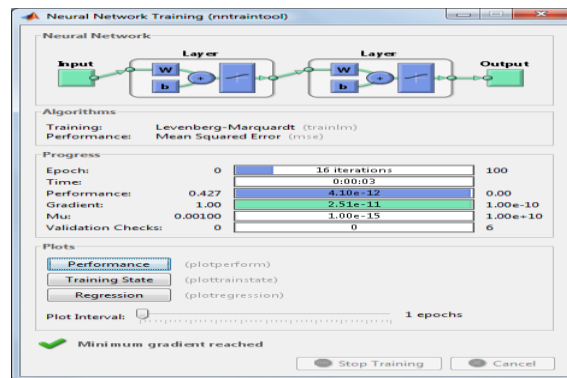 Neural Network Training (nntraintool)
Neural Network
Layer Layer
Input Output
W W
b b
+ +
Algorithms
Training: Levenberg-Marquardt (trainlm)
Performance: Mean Squared Error (mse)
Progress
Epoch: 0 16 iterations 100
Time: 0:00:03
Performance: 0.427 4.10e-12 0.00
Gradient: 1.00 2.51e-11 1.00e-10
Mu: 0.00100 1.00e-15 1.00e+10
Validation Checks: 0 0 6
Plots
Performance (plotperform)
Training State (plottrainstate)
Regression (plotregression)
Plot Interval: 1 epochs
Minimum gradient reached
Stop Training Cancel